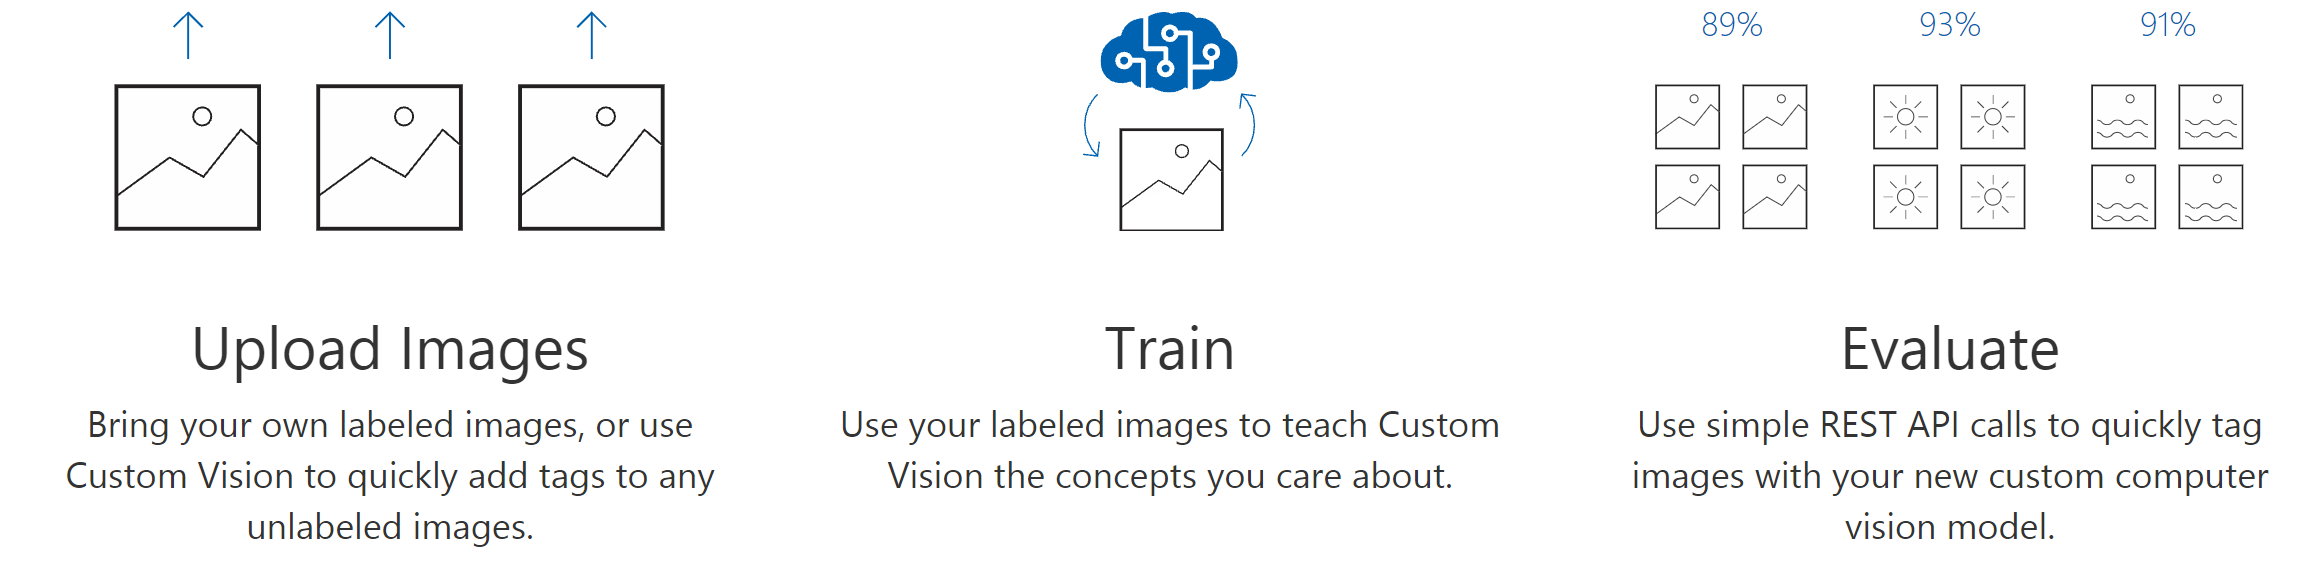 89% 93% 91%
Upload Images
Bring your own labeled images, or use
Custom Vision to quickly add tags to any
unlabeled images.
Train
Use your labeled images to teach Custom
Vision the concepts you care about.
Evaluate
Use simple REST API calls to quickly tag
images with your new custom computer
vision model.